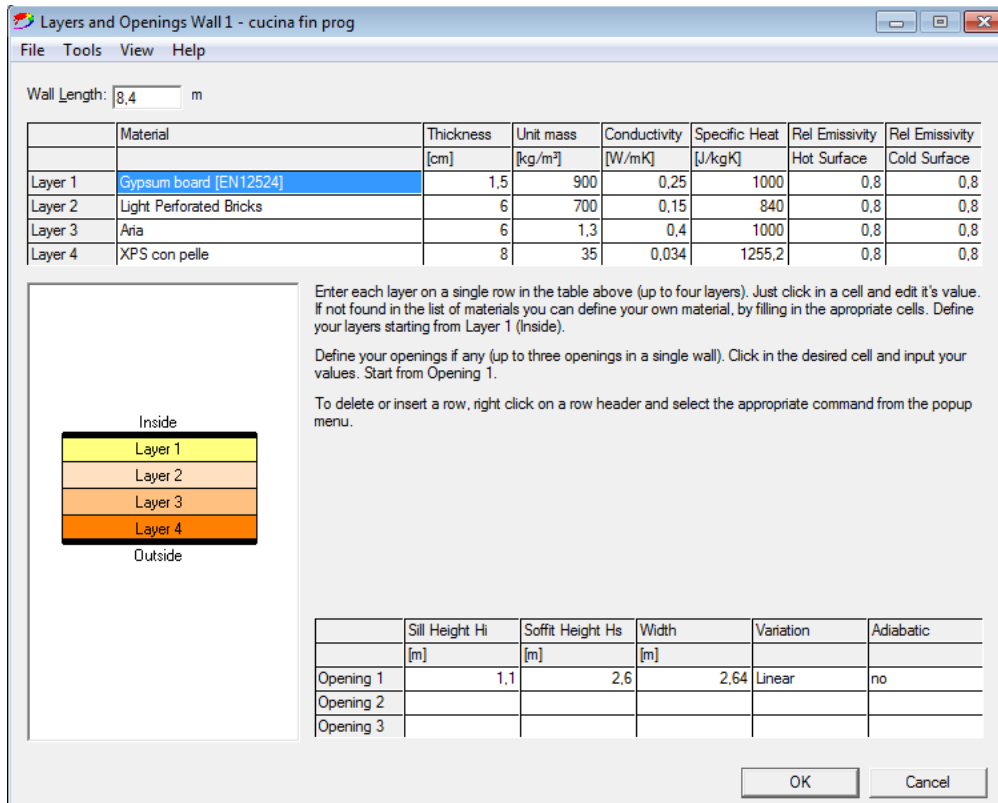 Layers and Openings Wall 1 - cucina fin prog
File Tools View Help
Wall Length: 8,4 m
Material Thickness Unit mass Conductivity Specific Heat Rel Emissivity Rel Emissivity
[cm] [kg/m³] [W/mK] [J/kgK] Hot Surface Cold Surface
Layer 1 Gypsum board [EN12524] 1,5 900 0,25 1000 0,8 0,8
Layer 2 Light Perforated Bricks 6 700 0,15 840 0,8 0,8
Layer 3 Aria 6 1,3 0,4 1000 0,8 0,8
Layer 4 XPS con pelle 8 35 0,034 1255,2 0,8 0,8
Enter each layer on a single row in the table above (up to four layers). Just click in a cell and edit it's value.
If not found in the list of materials you can define your own material, by filling in the apropriate cells. Define
your layers starting from Layer 1 (Inside).
Define your openings if any (up to three openings in a single wall). Click in the desired cell and input your
values. Start from Opening 1.
To delete or insert a row, right click on a row header and select the appropriate command from the popup
menu.
Inside
Layer 1
Layer 2
Layer 3
Layer 4
Outside
Sill Height Hi Soffit Height Hs Width Variation Adiabatic
[m] [m] [m]
Opening 1 1,1 2,6 2,64 Linear no
Opening 2
Opening 3
OK Cancel